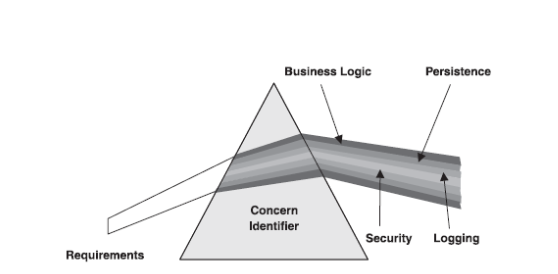 Business Logic
Persistence
Concern
Identifier
Security
Logging
Requirements